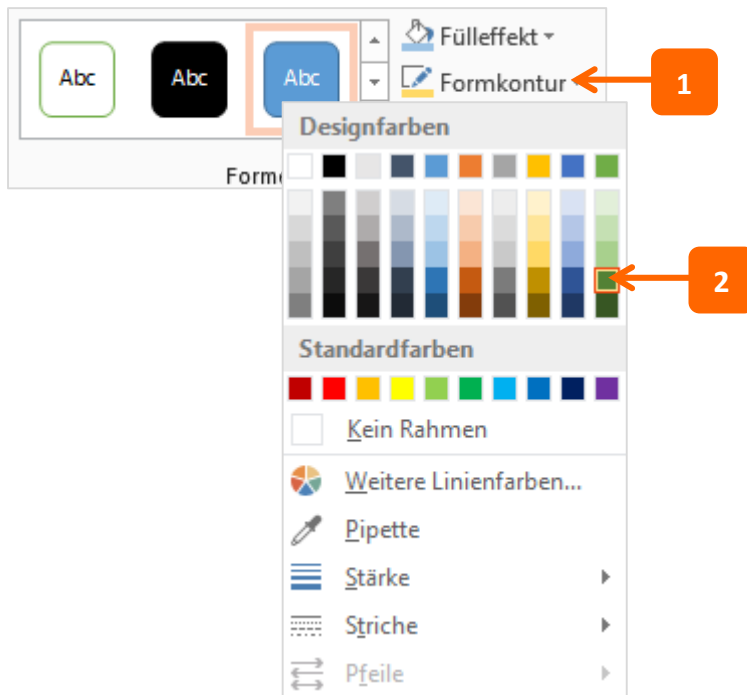 Abc Abc Abc Fülleffekt
Formkontur 1
Designfarben
2
Standardfarben
Kein Rahmen
Weitere Linienfarben...
Pipette
Stärke
Striche
Pfeile